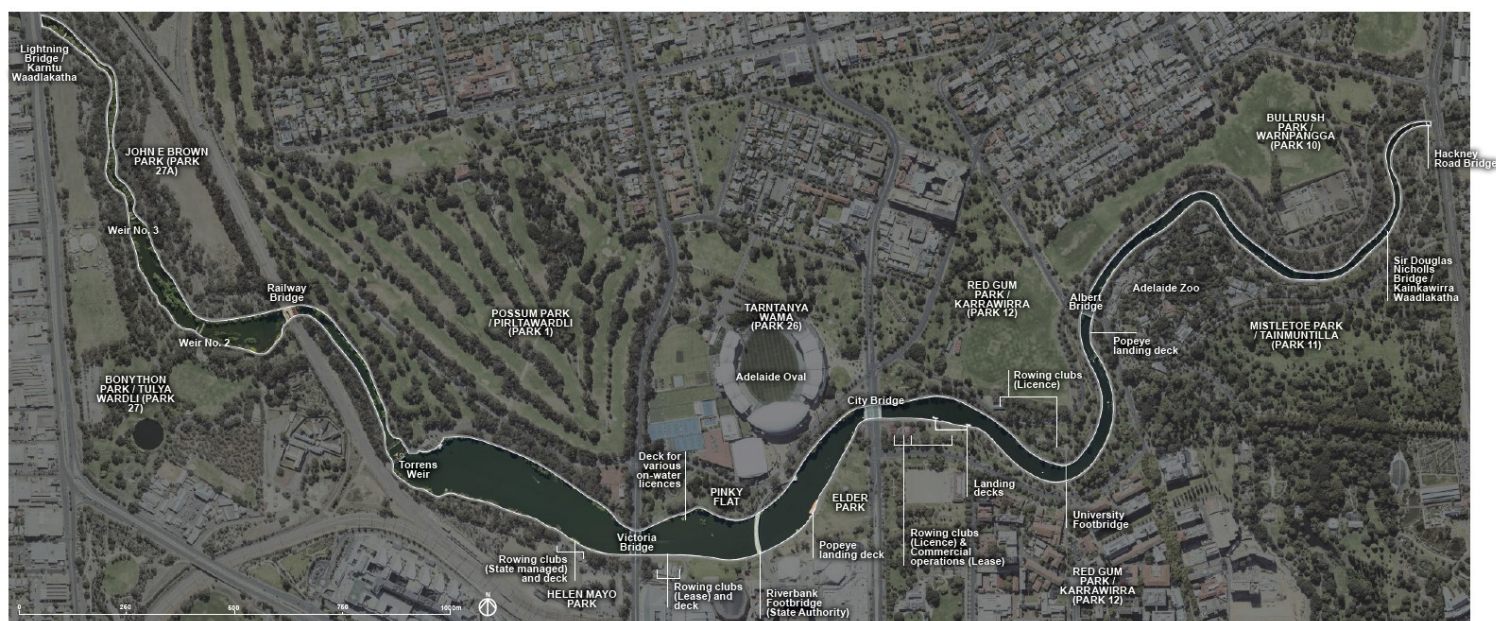 Lightning
Bridge /
Karntu
Waadlakatha
JOHN E BROWN
PARK (PARK
27A)
Weir No. 3
Railway
Bridge
Weir No. 2
BONYTHON
PARK / TULYA
WARDLI (PARK
27)
POSSUM PARK
/ PIRLTAWARDLI
(PARK 1)
Torrens
Weir
TARNTANYA
WAMA
(PARK 26)
Adelaide Oval
Deck for
various
on-water
licences
PINKY
FLAT
Victoria
Bridge
Rowing clubs
(State managed)
and deck
HELEN MAYO
PARK
Rowing clubs
(Lease) and
deck
Riverbank
Footbridge
(State Authority)
ELDER
PARK
Popeye
landing deck
City Bridge
RED GUM
PARK /
KARRAWIRRA
(PARK 12)
Rowing clubs
(Licence)
Landing
decks
Rowing clubs
(Licence) &
Commercial
operations (Lease)
University
Footbridge
RED GUM
PARK /
KARRAWIRRA
(PARK 12)
Albert
Bridge
Popeye
landing deck
Adelaide Zoo
BULLRUSH
PARK /
WARNPANGGA
(PARK 10)
Hackney
Road Bridge
Sir Douglas
Nicholls
Bridge /
Kainkawirra
Waadlakatha
MISTLETOE PARK
/ TAINMUNTILLA
(PARK 11)
0 250 500 750 1000m
N